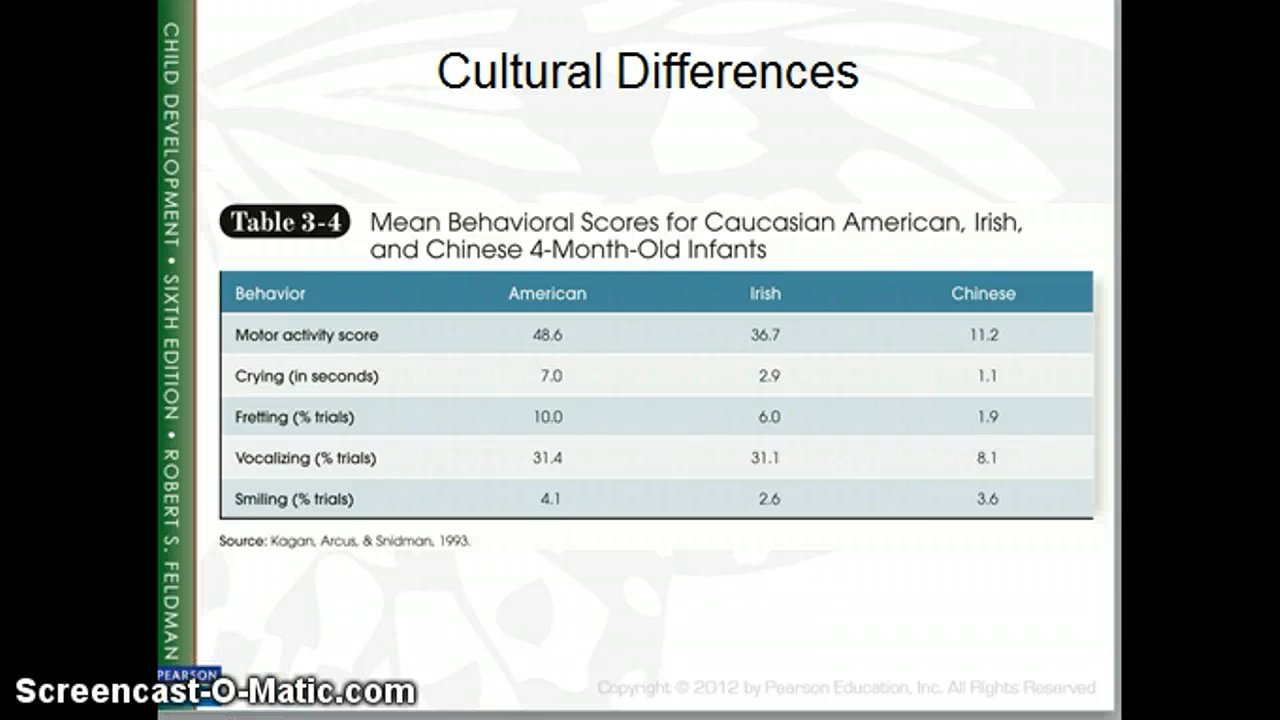 CHILD DEVELOPMENT • SIXTH EDITION • ROBERT S. FELDMAN
Cultural Differences
Table 3-4 Mean Behavioral Scores for Caucasian American, Irish,
and Chinese 4-Month-Old Infants
Behavior American Irish Chinese
Motor activity score 48.6 36.7 11.2
Crying (in seconds) 7.0 2.9 1.1
Fretting (% trials) 10.0 6.0 1.9
Vocalizing (% trials) 31.4 31.1 8.1
Smiling (% trials) 4.1 2.6 3.6
Source: Kagan, Arcus, & Snidman, 1993.
PEARSON
Screencast-O-Matic.com
Copyright © 2012 by Pearson Education, Inc. All Rights Reserved